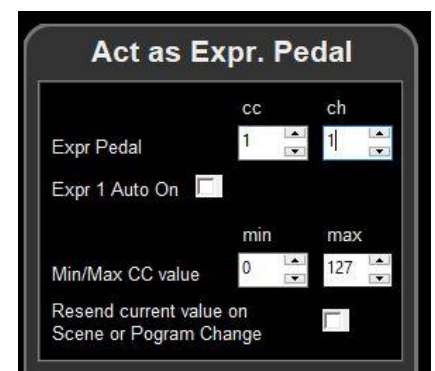 Act as Expr. Pedal
cc ch
Expr Pedal 1 1
Expr 1 Auto On
min max
Min/Max CC value 0 127
Resend current value on
Scene or Pogram Change